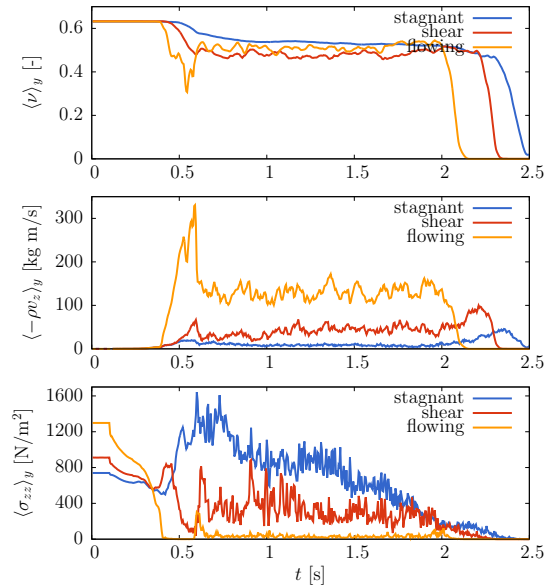 0.6
0.4
0.2
0
⟨ν⟩y [-]
stagnant
shear
flowing
0 0.5 1 1.5 2 2.5
300
200
100
0
⟨−ρvz⟩y [kg m/s]
stagnant
shear
flowing
0 0.5 1 1.5 2 2.5
1600
1200
800
400
0
⟨σzz⟩y [N/m²]
stagnant
shear
flowing
0 0.5 1 1.5 2 2.5
t [s]